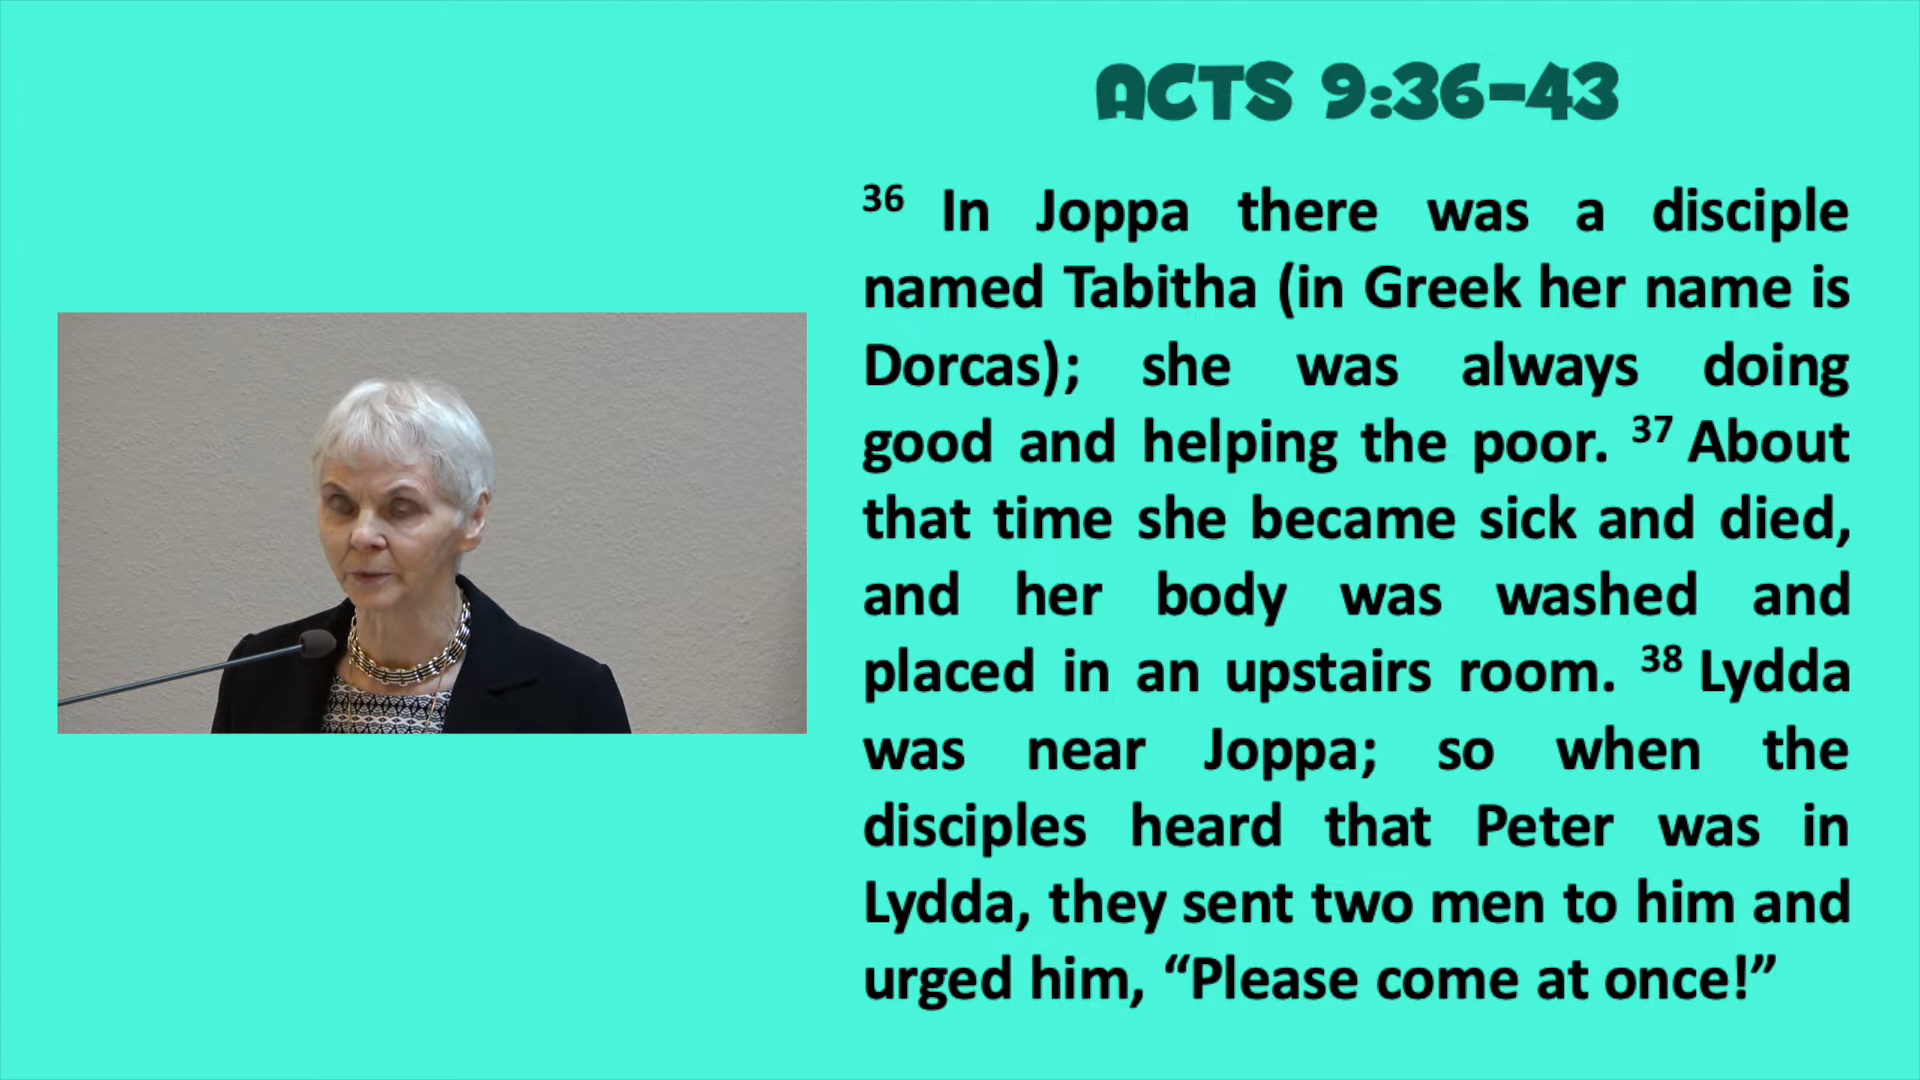 ACTS 9:36-43
36 In Joppa there was a disciple
named Tabitha (in Greek her name is
Dorcas); she was always doing
good and helping the poor. 37 About
that time she became sick and died,
and her body was washed and
placed in an upstairs room. 38 Lydda
was near Joppa; so when the
disciples heard that Peter was in
Lydda, they sent two men to him and
urged him, “Please come at once!”